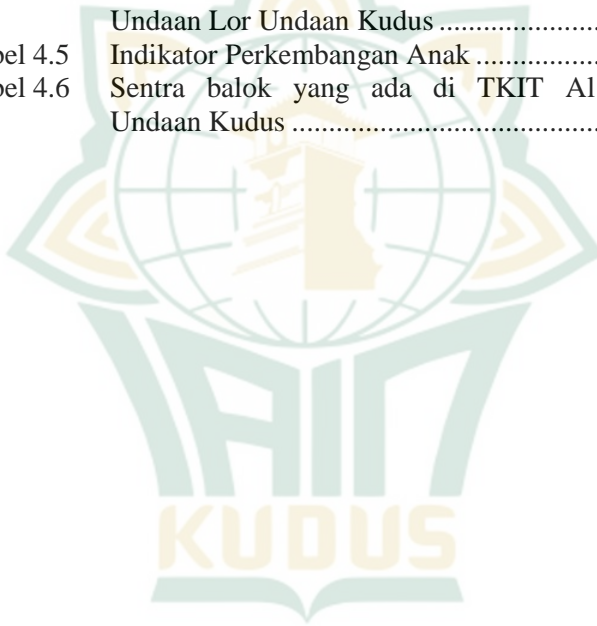 Undaan Lor Undaan Kudus ..........................
bel 4.5 Indikator Perkembangan Anak ....................
bel 4.6 Sentra balok yang ada di TKIT Al
Undaan Kudus ...............................................
IAIN
KUDUS